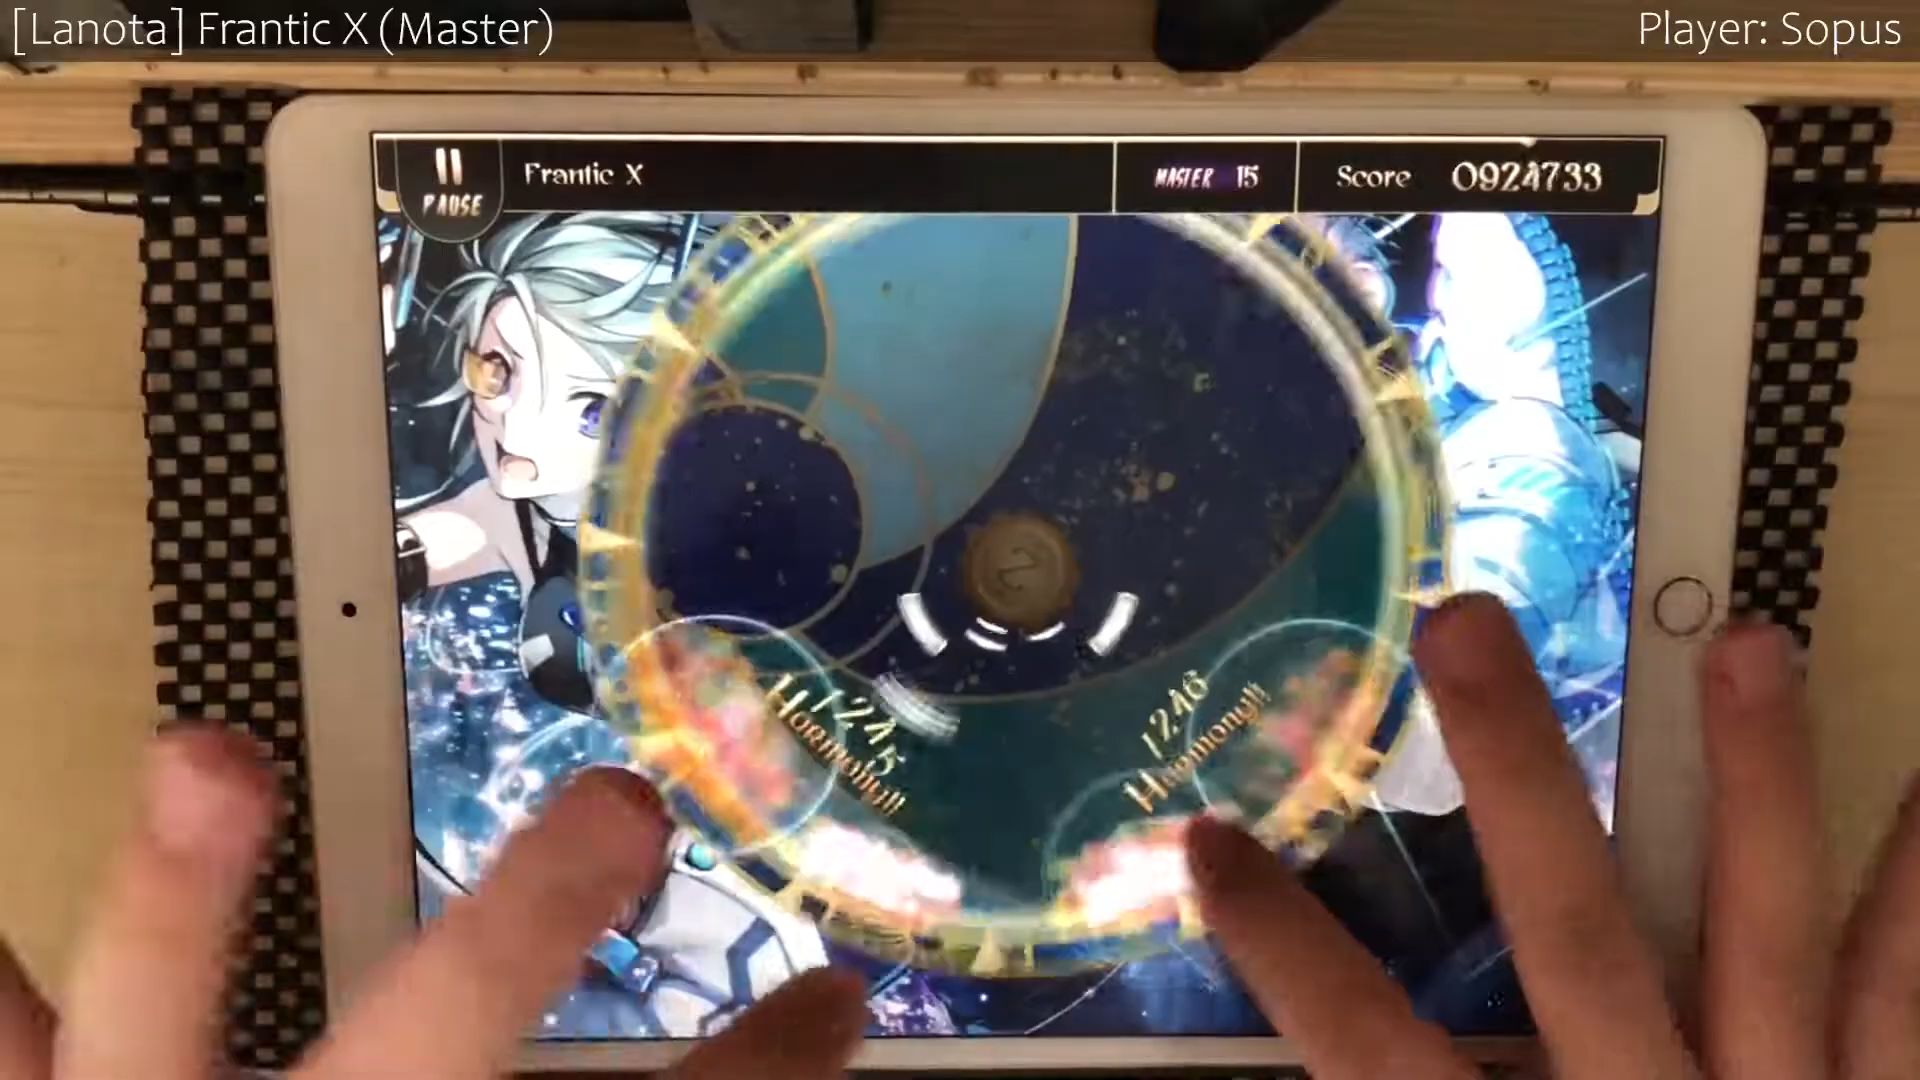 [Lanota] Frantic X (Master)
Player: Sopus
PAUSE
Frantic X
MASTER 15
Score 0924733
1245
Harmony!!
1246
Harmony!!